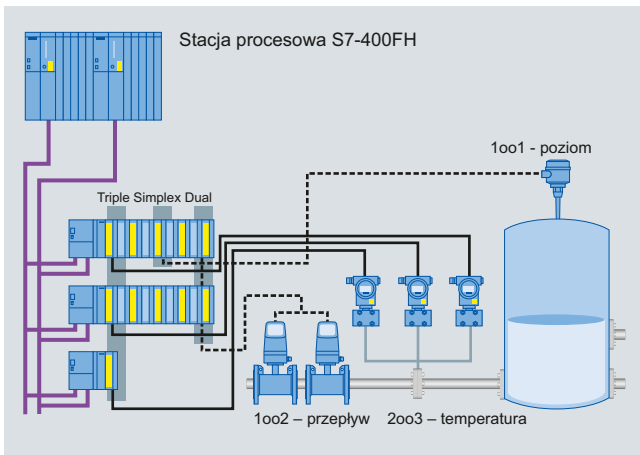 Stacja procesowa S7-400FH
1oo1 - poziom
Triple Simplex Dual
1oo2 – przepływ
2oo3 – temperatura